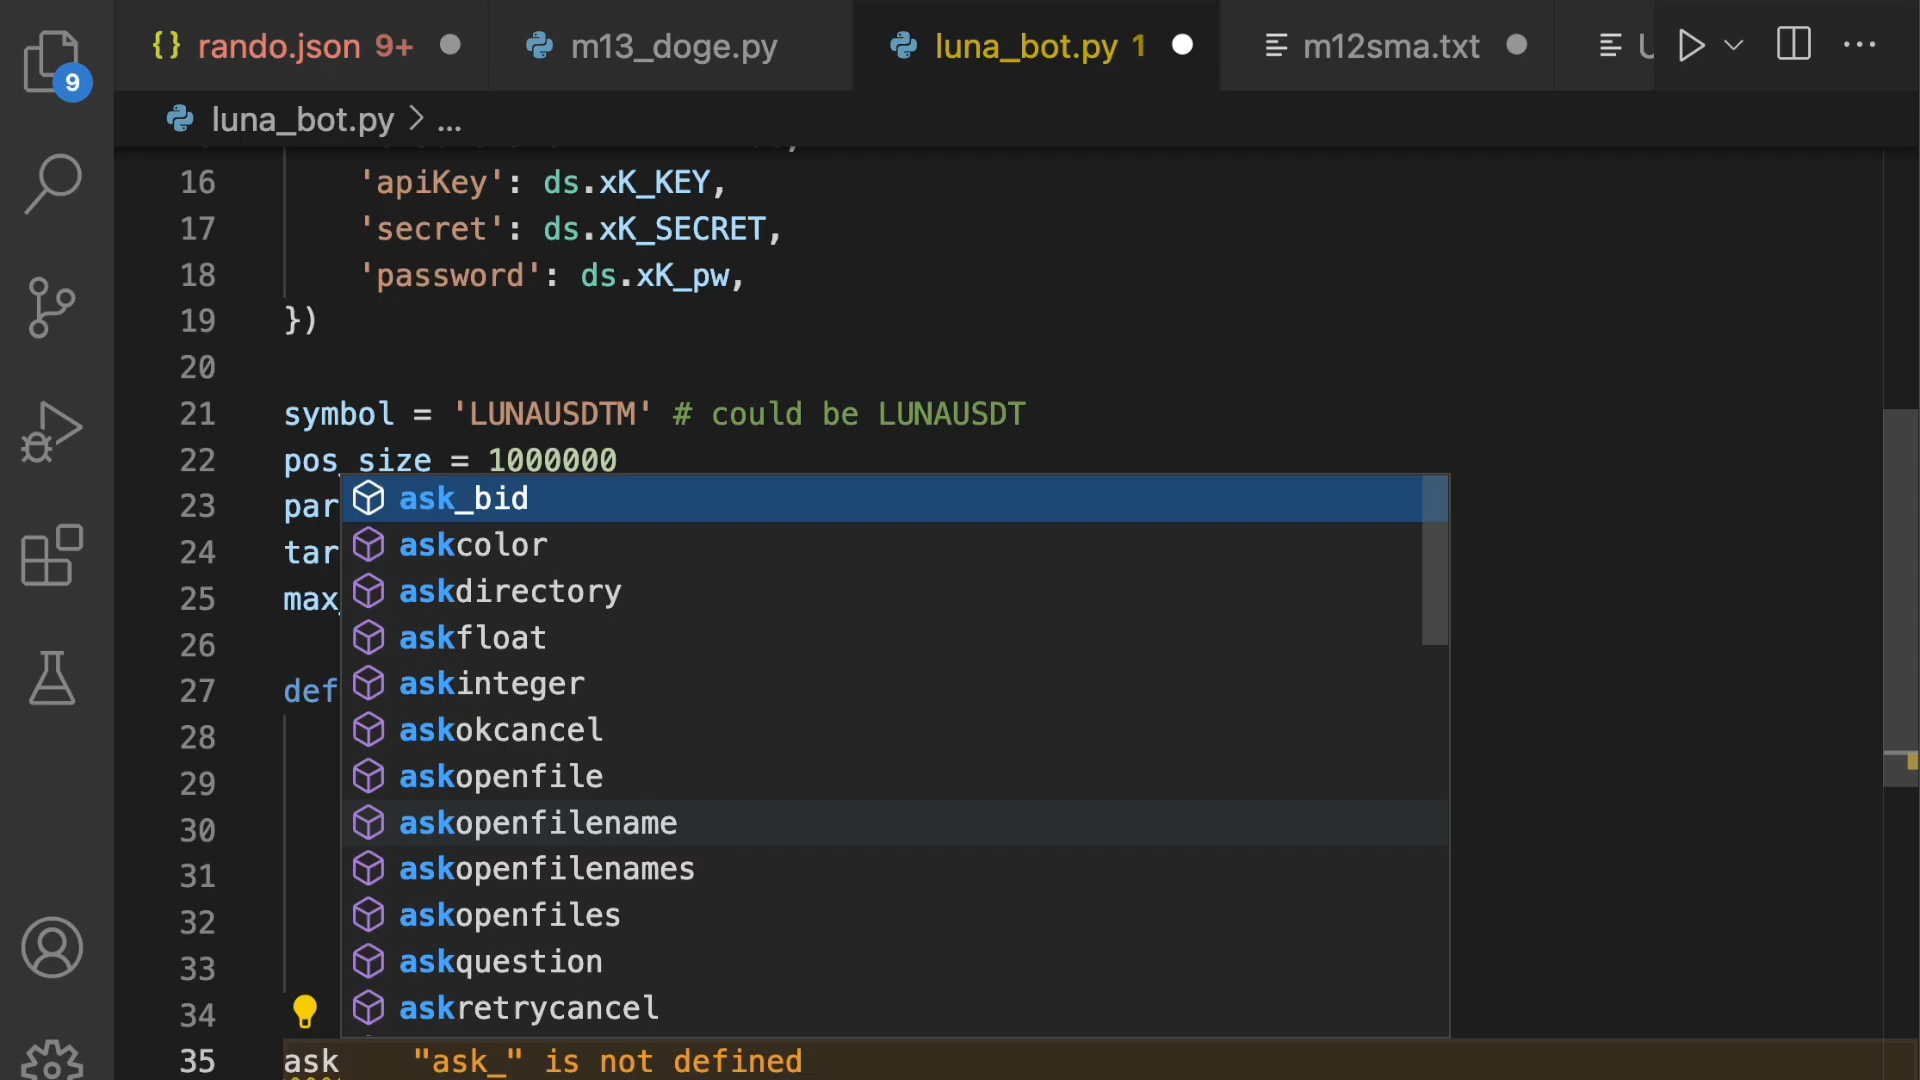 rando.json 9+
m13_doge.py
luna_bot.py 1
m12sma.txt
9
luna_bot.py > ...
16 'apiKey': ds.xK_KEY,
17 'secret': ds.xK_SECRET,
18 'password': ds.xK_pw,
19 })
20
21 symbol = 'LUNAUSDTM' # could be LUNAUSDT
22 pos_size = 1000000
23 par
24 tar
25 max_
26
27 def
28
29
30
31
32
33
34
35 ask "ask_" is not defined
ask_bid
askcolor
askdirectory
askfloat
askinteger
askokcancel
askopenfile
askopenfilename
askopenfilenames
askopenfiles
askquestion
askretrycancel